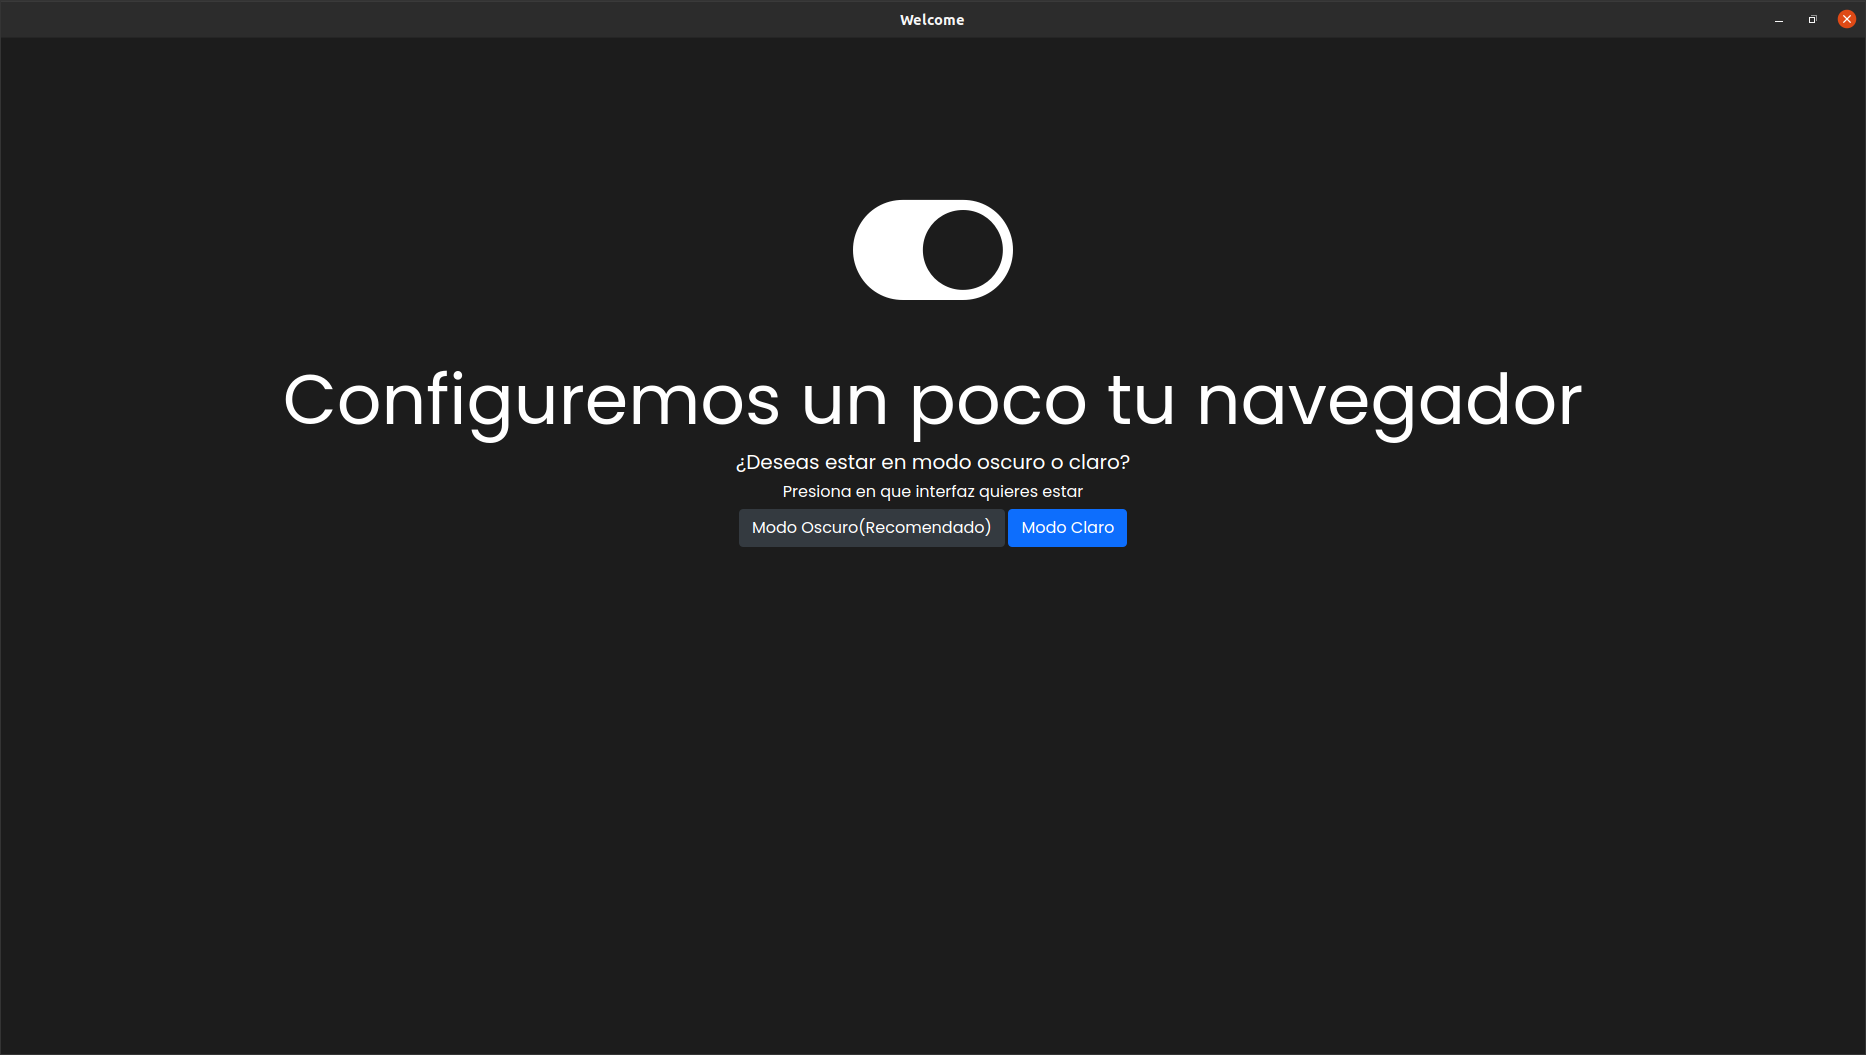 Welcome
Configuremos un poco tu navegador
¿Deseas estar en modo oscuro o claro?
Presiona en que interfaz quieres estar
Modo Oscuro(Recomendado) Modo Claro